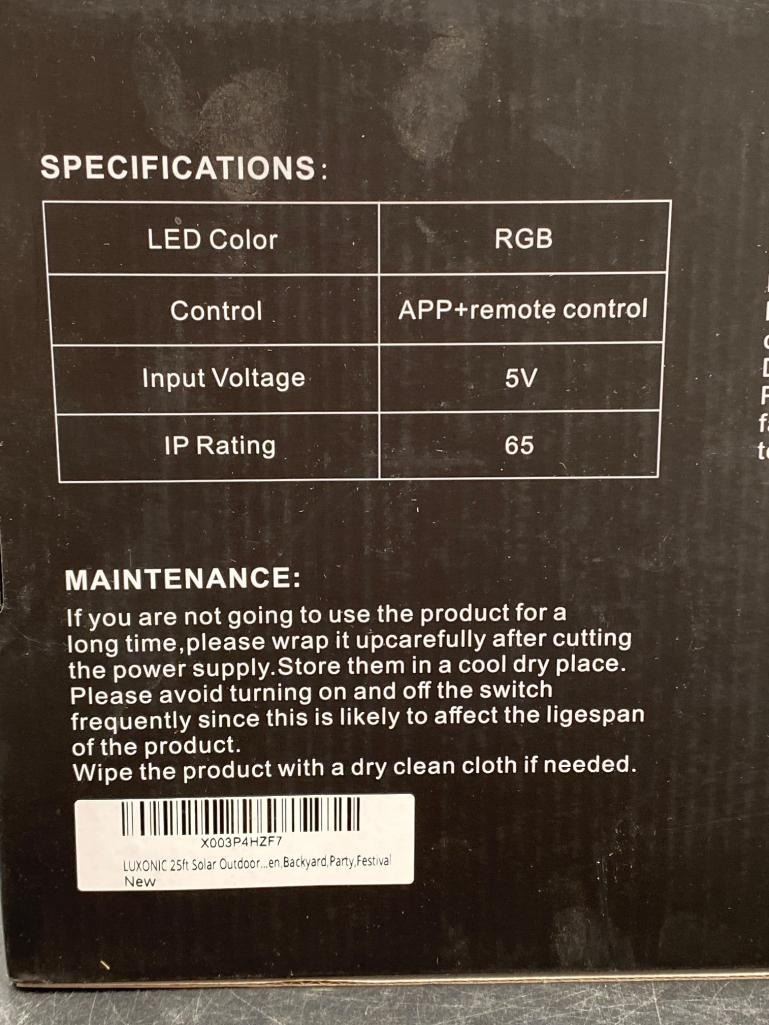 SPECIFICATIONS:
LED Color RGB
Control APP+remote control
Input Voltage 5V
IP Rating 65
MAINTENANCE:
If you are not going to use the product for a
long time,please wrap it upcarefully after cutting
the power supply.Store them in a cool dry place.
Please avoid turning on and off the switch
frequently since this is likely to affect the ligespan
of the product.
Wipe the product with a dry clean cloth if needed.
X003P4HZF7
LUXONIC 25ft Solar Outdoor...en,Backyard,Party,Festival
New